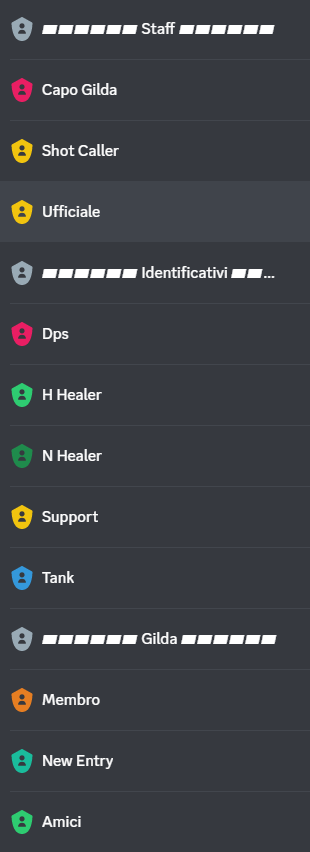 ▰▰▰▰▰▰ Staff ▰▰▰▰▰▰
Capo Gilda
Shot Caller
Ufficiale
▰▰▰▰▰▰ Identificativi ▰▰...
Dps
H Healer
N Healer
Support
Tank
▰▰▰▰▰▰ Gilda ▰▰▰▰▰▰
Membro
New Entry
Amici